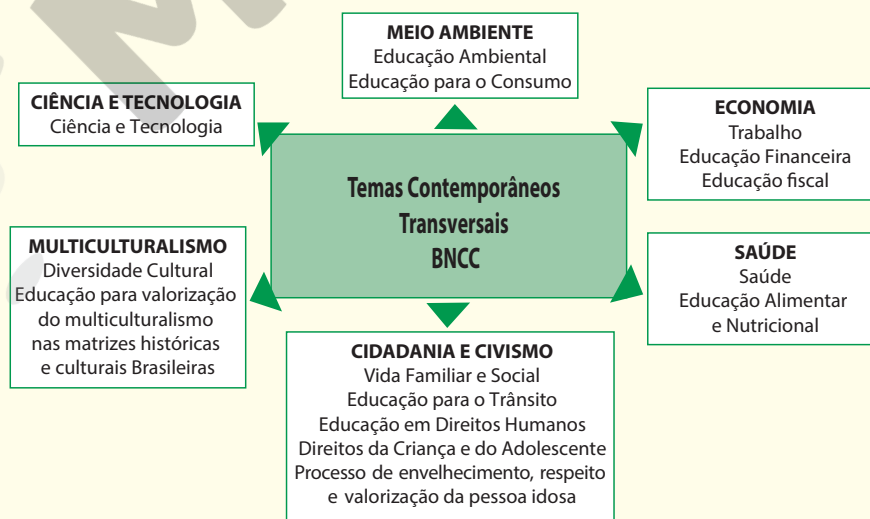 MEIO AMBIENTE
Educação Ambiental
Educação para o Consumo
CIÊNCIA E TECNOLOGIA
Ciência e Tecnologia
ECONOMIA
Trabalho
Educação Financeira
Educação fiscal
Temas Contemporâneos
Transversais
BNCC
MULTICULTURALISMO
Diversidade Cultural
Educação para valorização
do multiculturalismo
nas matrizes históricas
e culturais Brasileiras
SAÚDE
Saúde
Educação Alimentar
e Nutricional
CIDADANIA E CIVISMO
Vida Familiar e Social
Educação para o Trânsito
Educação em Direitos Humanos
Direitos da Criança e do Adolescente
Processo de envelhecimento, respeito
e valorização da pessoa idosa